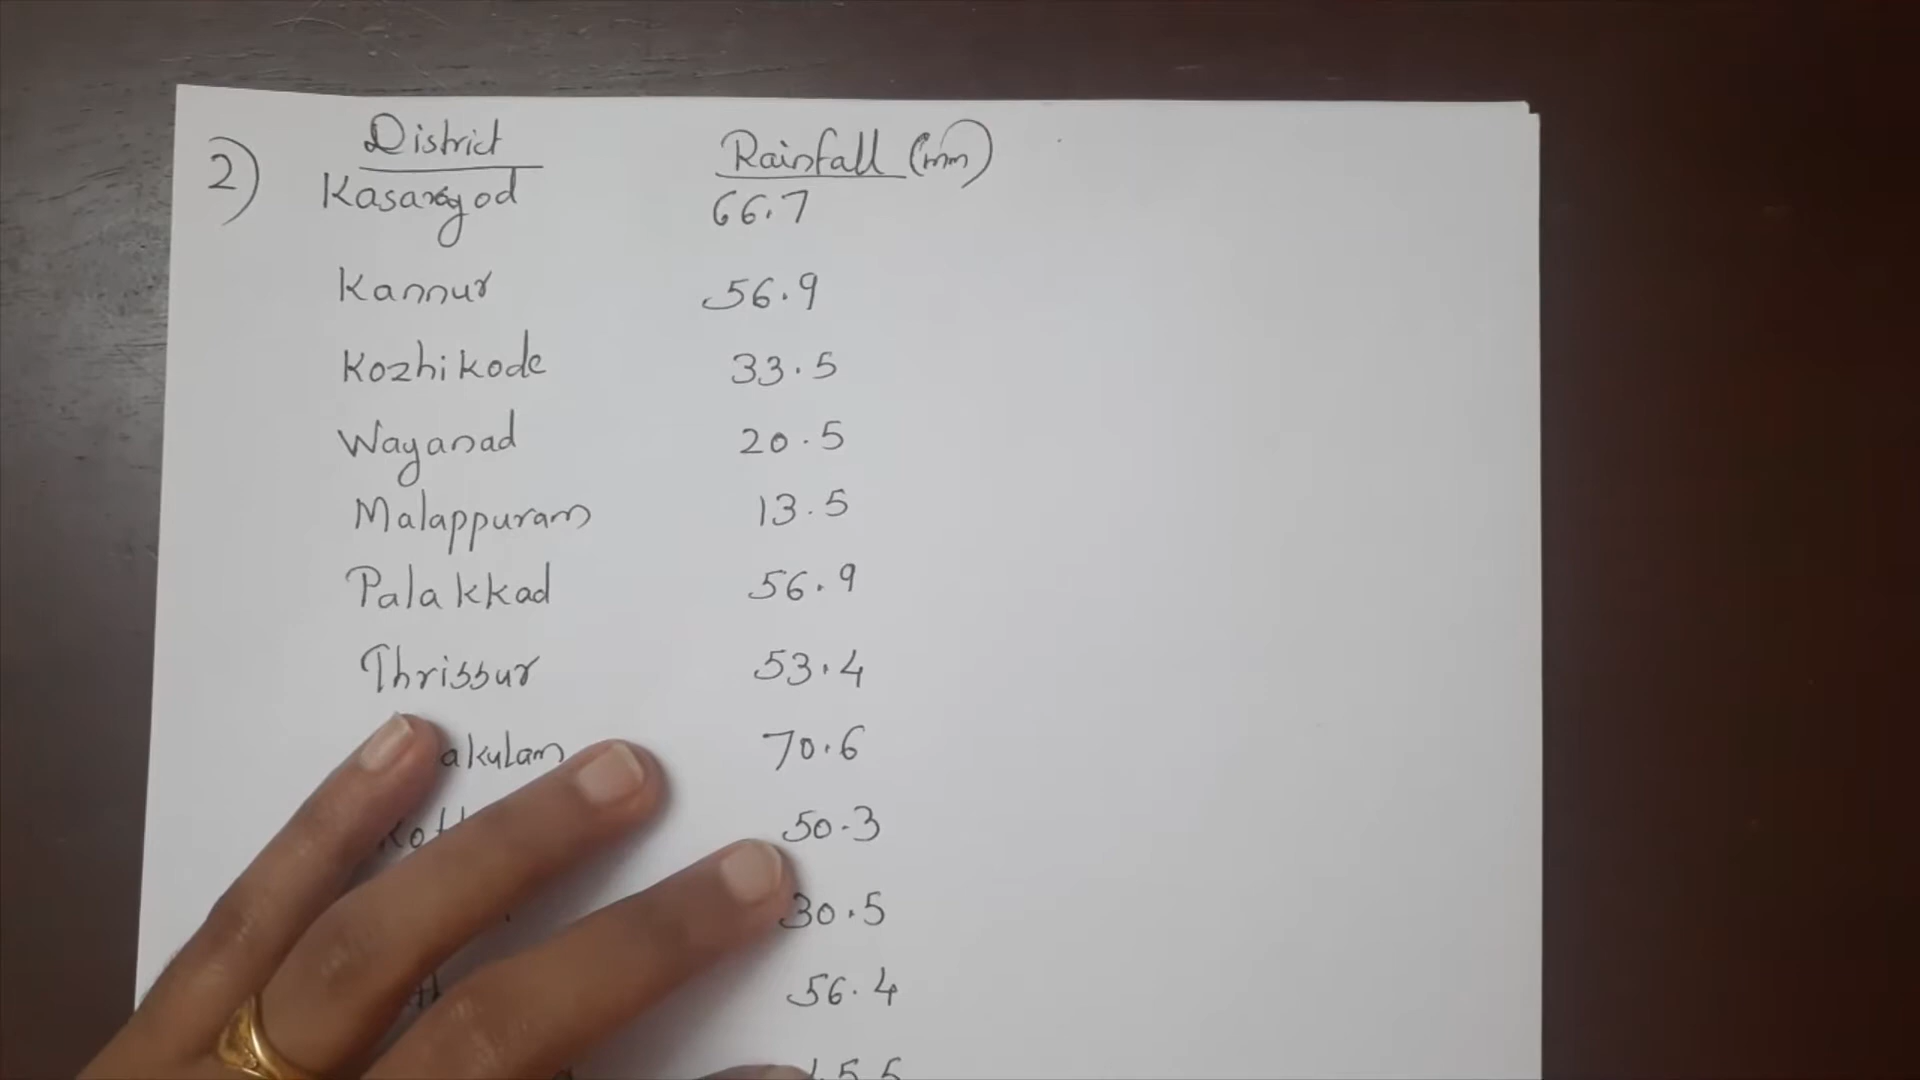 2) District Rainfall (mm)
Kasaragod 66.7
Kannur 56.9
Kozhikode 33.5
Wayanad 20.5
Malappuram 13.5
Palakkad 56.9
Thrissur 53.4
akulam 70.6
50.3
30.5
56.4